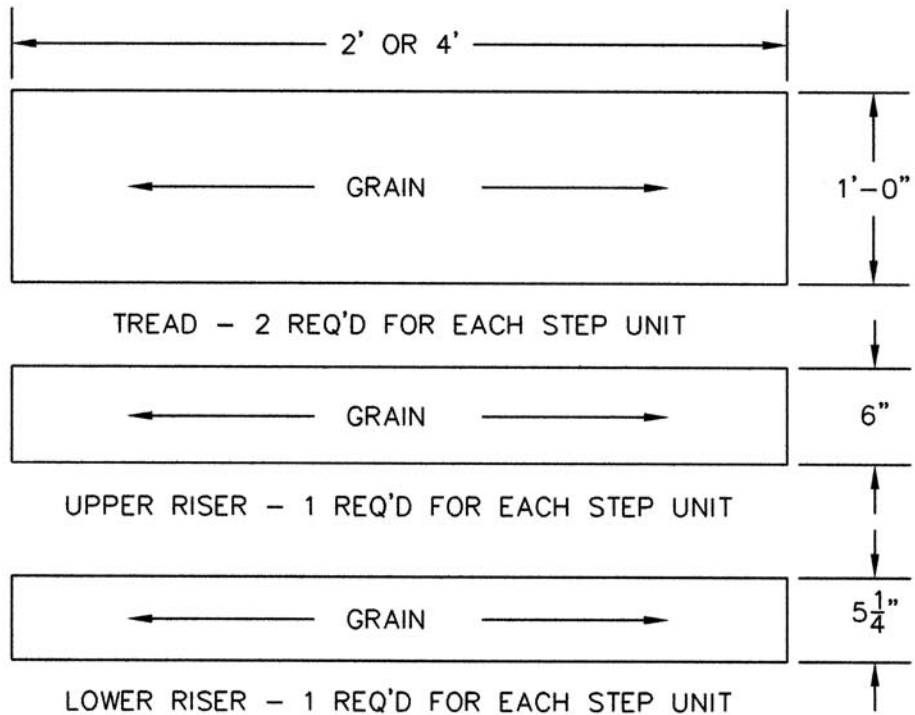 2' OR 4'
GRAIN
1'-0"
TREAD – 2 REQ'D FOR EACH STEP UNIT
GRAIN
6"
UPPER RISER – 1 REQ'D FOR EACH STEP UNIT
GRAIN
5 1/4"
LOWER RISER – 1 REQ'D FOR EACH STEP UNIT